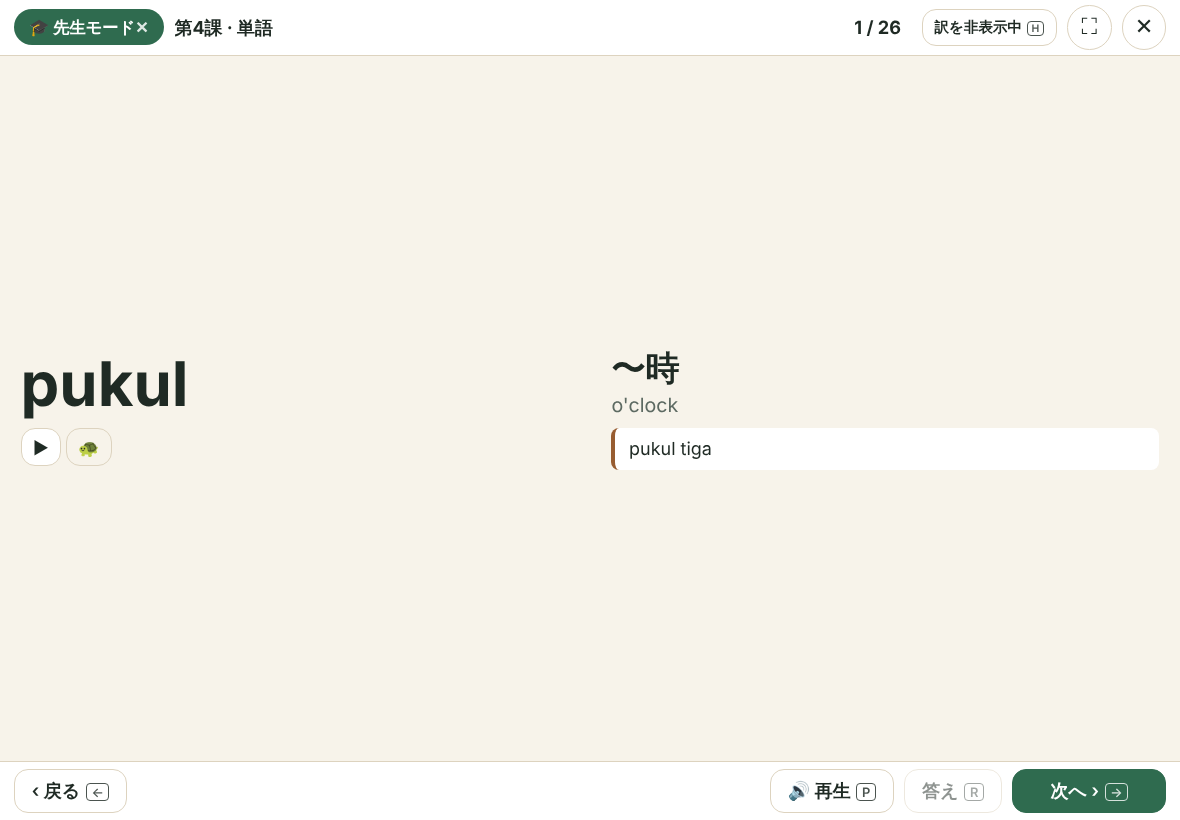 🎓 先生モード✕ 第4課・単語 1 / 26 訳を非表示中 H ✕
pukul
▶ 🐢
〜時
o'clock
pukul tiga
‹ 戻る ← 🔊 再生 P 答え R 次へ › →